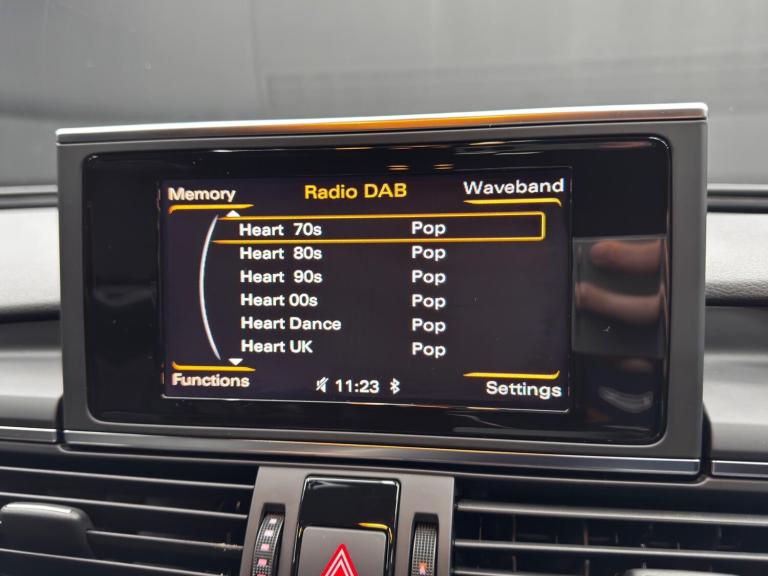 Memory Radio DAB Waveband
Heart 70s Pop
Heart 80s Pop
Heart 90s Pop
Heart 00s Pop
Heart Dance Pop
Heart UK Pop
Functions 11:23 Settings